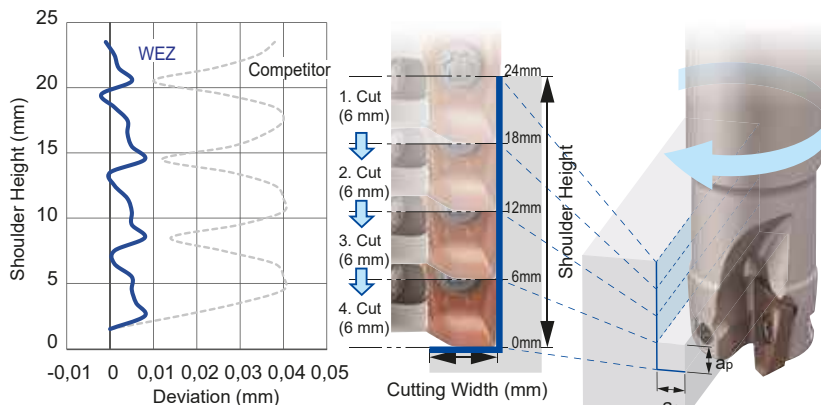 25
20
15
10
5
0
Shoulder Height (mm)
-0,01
0
0,01
0,02
0,03
0,04
0,05
Deviation (mm)
WEZ
Competitor
1. Cut
(6 mm)
2. Cut
(6 mm)
3. Cut
(6 mm)
4. Cut
(6 mm)
24mm
18mm
12mm
6mm
0mm
Shoulder Height
Cutting Width (mm)
ap